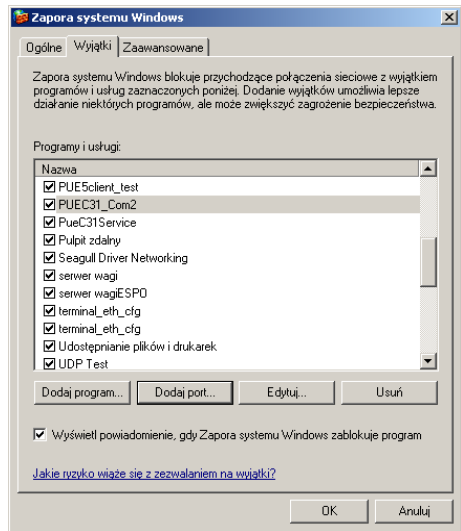 Zapora systemu Windows
Ogólne Wyjątki Zaawansowane
Zapora systemu Windows blokuje przychodzące połączenia sieciowe z wyjątkiem
programów i usług zaznaczonych poniżej. Dodanie wyjątków umożliwia lepsze
działanie niektórych programów, ale może zwiększyć zagrożenie bezpieczeństwa.
Programy i usługi:
Nazwa
PUE5client_test
PUEC31_Com2
PueC31Service
Pulpit zdalny
Seagull Driver Networking
serwer wagi
serwer wagiESPO
terminal_eth_cfg
terminal_eth_cfg
Udostępnianie plików i drukarek
UDP Test
Dodaj program... Dodaj port... Edytuj... Usuń
Wyświetl powiadomienie, gdy Zapora systemu Windows zablokuje program
Jakie ryzyko wiąże się z zezwalaniem na wyjątki?
OK Anuluj